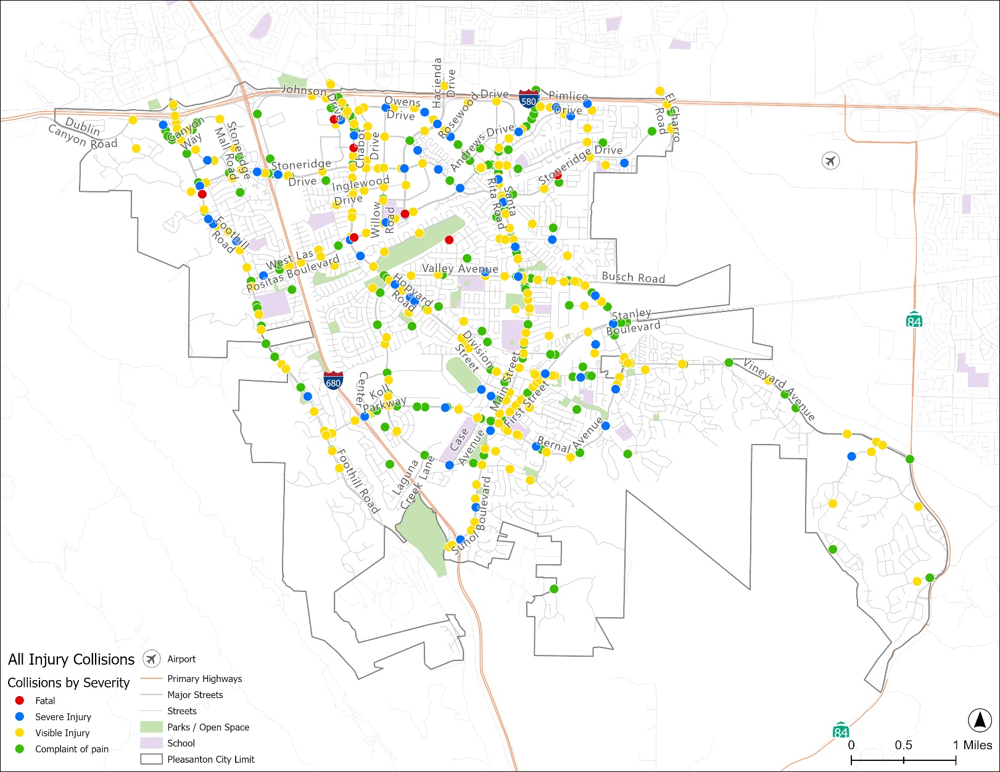 Hacienda
Drive
Johnson
Drive
Owens
Drive
Rosewood
Drive
580
Pimlico
Drive
El Charro
Road
Dublin
Canyon Road
Canyon
Way
Stoneridge
Mall Road
Chabot
Drive
Andrews Drive
Stoneridge
Drive
Stoneridge Drive
Inglewood
Drive
Santa
Rita Road
Willow
Road
Foothill
Road
West Las
Positas Boulevard
Valley Avenue
Busch Road
Hopyard
Road
Stanley
Boulevard
84
Division
Street
Main Street
First Street
Vineyard Avenue
680
Koll
Center
Parkway
Case
Avenue
Bernal Avenue
Foothill Road
Laguna
Creek Lane
Sunol Boulevard
All Injury Collisions
Collisions by Severity
Fatal
Severe Injury
Visible Injury
Complaint of pain
Airport
Primary Highways
Major Streets
Streets
Parks / Open Space
School
Pleasanton City Limit
84
0 0.5 1 Miles